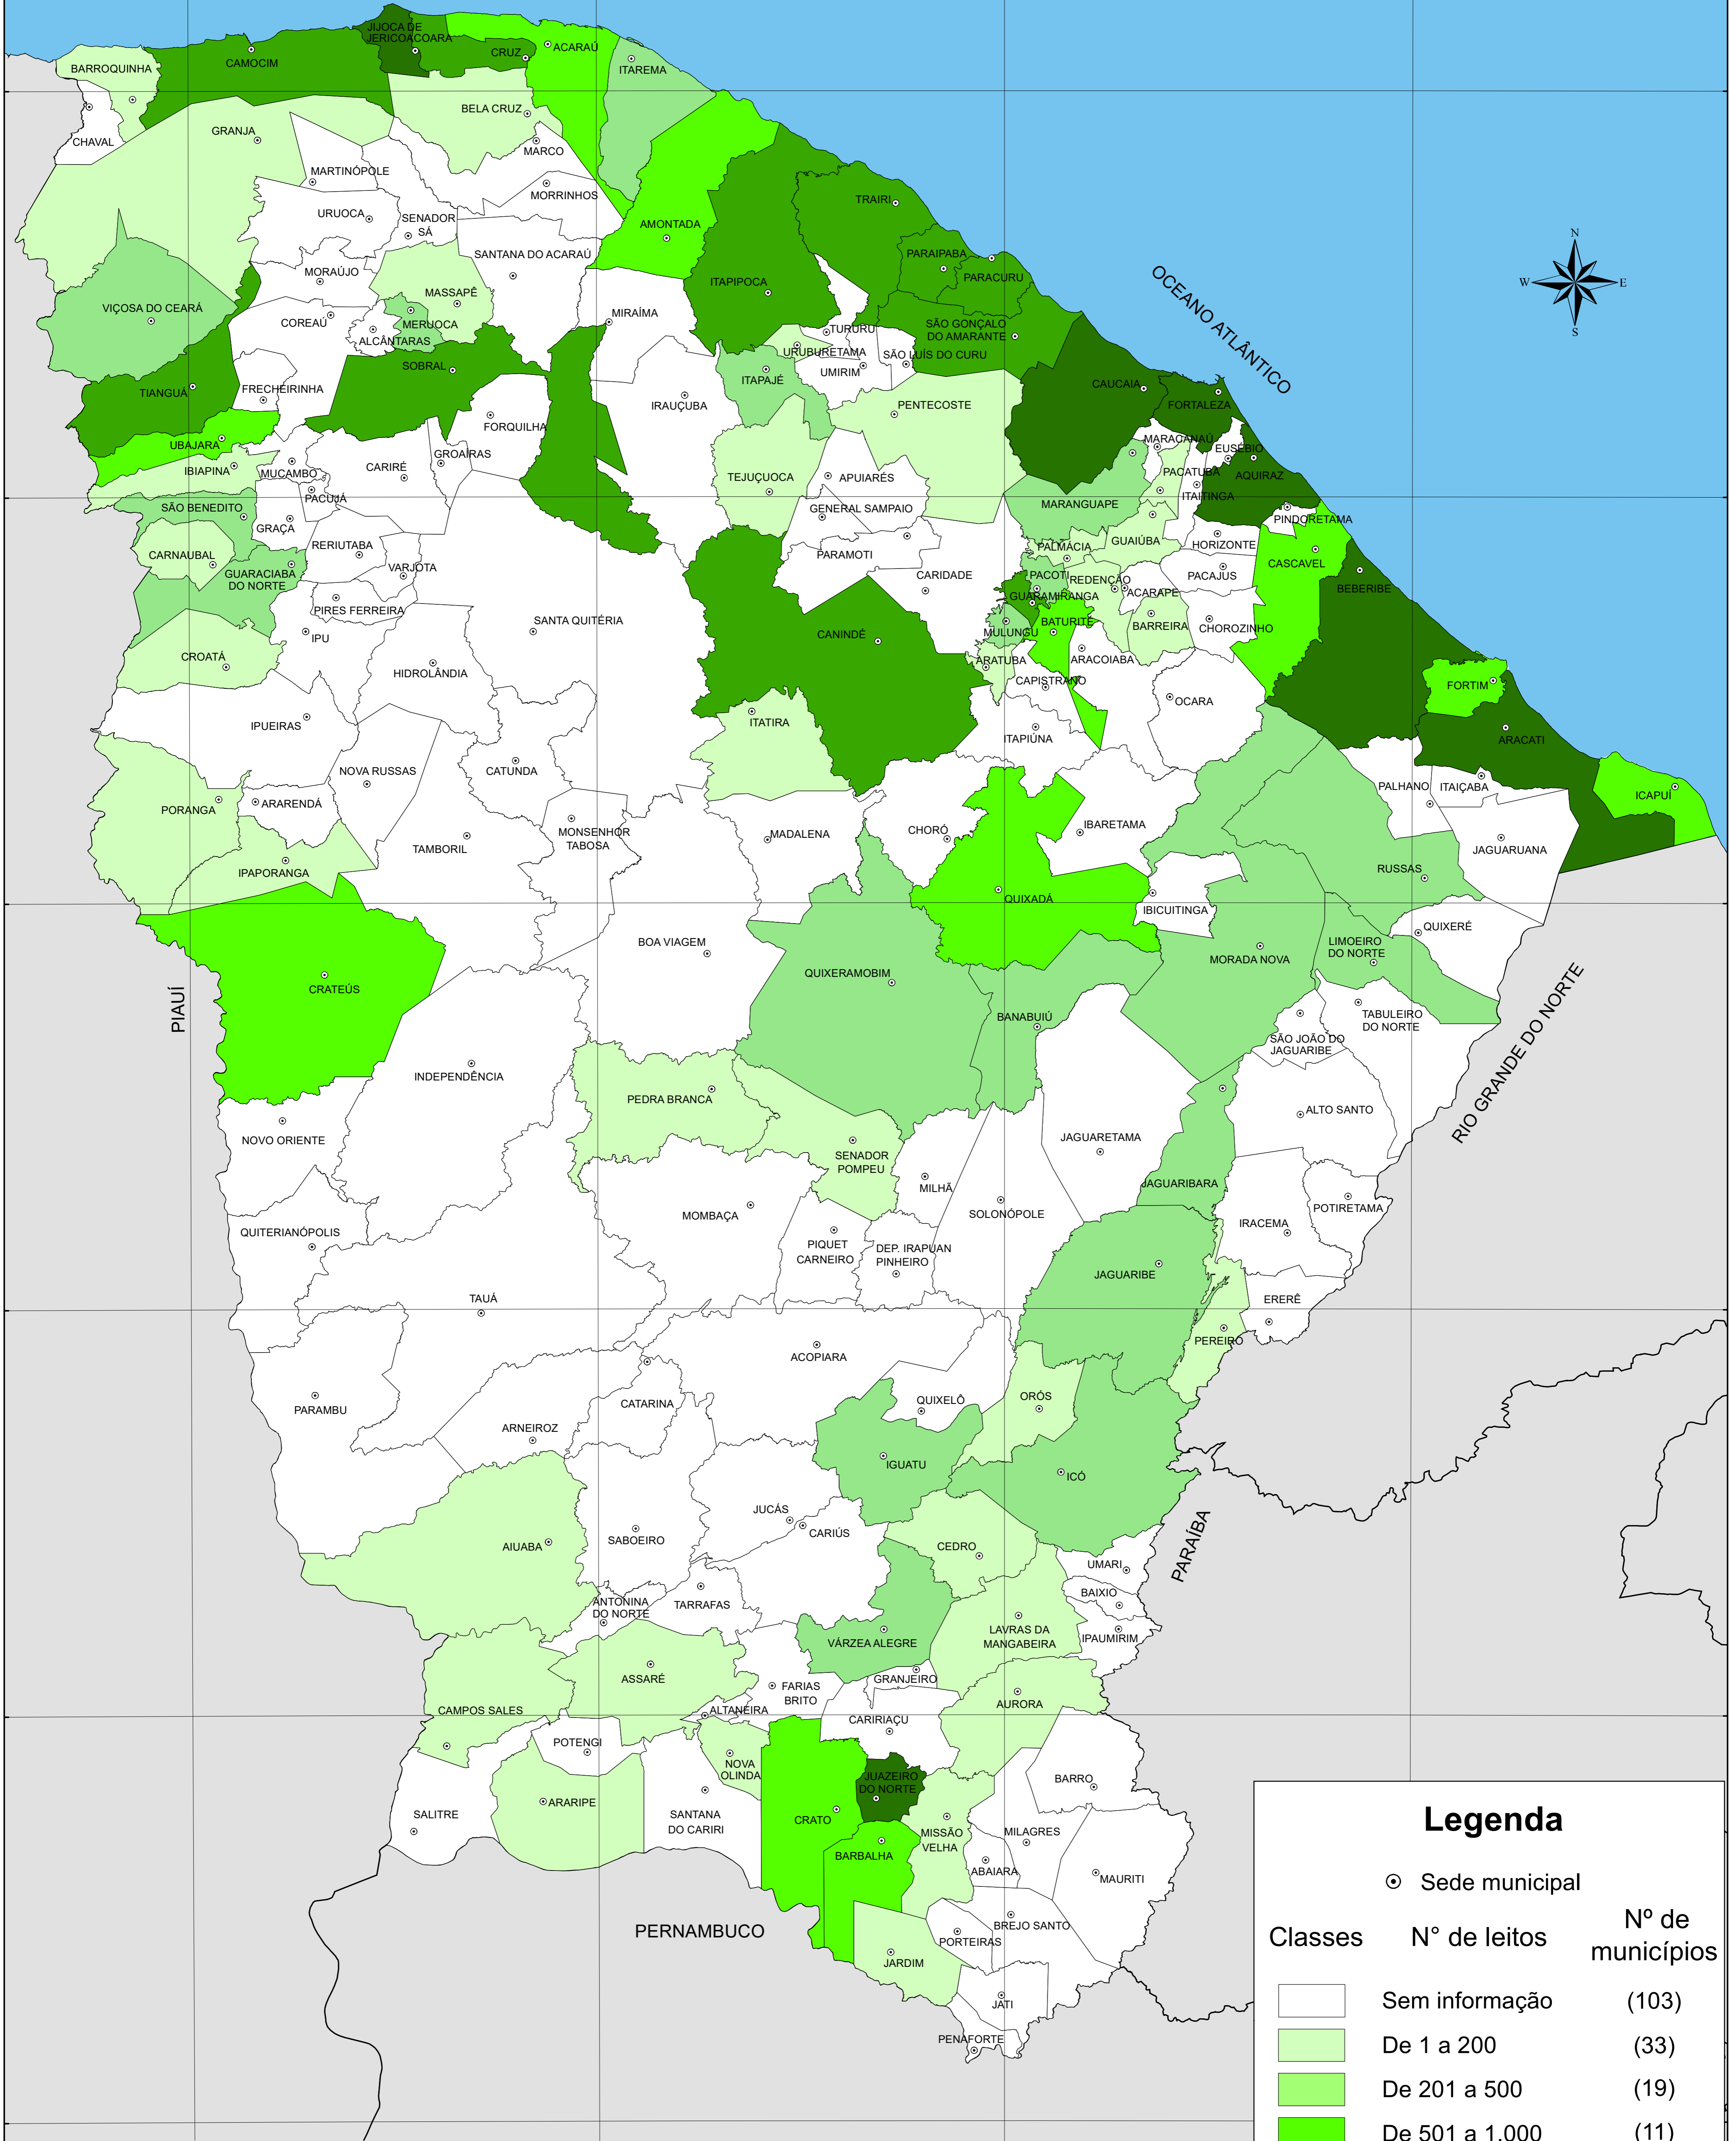 JIJOCA DE
JERICOACOARA
CRUZ
ACARAÚ
BARROQUINHA
CAMOCIM
ITAREMA
BELA CRUZ
GRANJA
CHAVAL
MARCO
MARTINÓPOLE
MORRINHOS
TRAIRI
URUOCA
SENADOR
SÁ
AMONTADA
N
W
E
S
SANTANA DO ACARAÚ
PARAIPABA
MORAÚJO
PARACURU
ITAPIPOCA
OCEANO ATLÂNTICO
MASSAPÊ
VIÇOSA DO CEARÁ
MIRAÍMA
COREAÚ
MERUOCA
SÃO GONÇALO
DO AMARANTE
TURURU
ALCÂNTARAS
URUBURETAMA
SÃO LUÍS DO CURU
SOBRAL
UMIRIM
ITAPAJÉ
CAUCAIA
TIANGUÁ
FRECHEIRINHA
IRAUÇUBA
PENTECOSTE
FORTALEZA
FORQUILHA
MARACANAÚ
UBAJARA
EUSÉBIO
GROAÍRAS
CARIRÉ
IBIAPINA
MUCAMBO
PACATUBA
AQUIRAZ
TEJUÇUOCA
APUIARÉS
PACUJÁ
ITAITINGA
MARANGUAPE
SÃO BENEDITO
GENERAL SAMPAIO
PINDORETAMA
GRAÇA
GUAIÚBA
RERIUTABA
HORIZONTE
PALMÁCIA
CARNAUBAL
PARAMOTI
CASCAVEL
VARJOTA
GUARACIABA
DO NORTE
CARIDADE
PACOTI
PACAJUS
REDENÇÃO
BEBERIBE
ACARAPE
GUARAMIRANGA
PIRES FERREIRA
SANTA QUITÉRIA
BATURITÉ
BARREIRA
CHOROZINHO
MULUNGU
CANINDÉ
IPU
CROATÁ
ARATUBA
ARACOIABA
HIDROLÂNDIA
CAPISTRANO
FORTIM
OCARA
ITATIRA
IPUEIRAS
ITAPIÚNA
ARACATI
NOVA RUSSAS
CATUNDA
PALHANO
ITAIÇABA
ICAPUÍ
PORANGA
ARARENDÁ
IBARETAMA
CHORÓ
MONSENHOR
TABOSA
MADALENA
TAMBORIL
JAGUARUANA
RUSSAS
IPAPORANGA
QUIXADÁ
IBICUITINGA
QUIXERÉ
BOA VIAGEM
LIMOEIRO
DO NORTE
MORADA NOVA
QUIXERAMOBIM
CRATEÚS
PIAUÍ
BANABUIÚ
TABULEIRO
DO NORTE
SÃO JOÃO DO
JAGUARIBE
RIO GRANDE DO NORTE
INDEPENDÊNCIA
PEDRA BRANCA
ALTO SANTO
NOVO ORIENTE
JAGUARETAMA
SENADOR
POMPEU
JAGUARIBARA
MILHÃ
POTIRETAMA
MOMBAÇA
SOLONÓPOLE
IRACEMA
QUITERIANÓPOLIS
PIQUET
CARNEIRO
DEP. IRAPUAN
PINHEIRO
JAGUARIBE
TAUÁ
ERERÊ
PEREIRO
ACOPIARA
ORÓS
QUIXELÔ
CATARINA
PARAMBU
ARNEIROZ
IGUATU
ICÓ
JUCÁS
CARIÚS
SABOEIRO
AIUABA
CEDRO
PARAÍBA
UMARI
BAIXIO
ANTONINA
DO NORTE
TARRAFAS
LAVRAS DA
MANGABEIRA
VÁRZEA ALEGRE
IPAUMIRIM
ASSARÉ
GRANJEIRO
FARIAS
BRITO
AURORA
CAMPOS SALES
ALTANEIRA
CARIRIAÇU
POTENGI
NOVA
OLINDA
JUAZEIRO
DO NORTE
BARRO
ARARIPE
SALITRE
SANTANA
DO CARIRI
CRATO
MISSÃO
VELHA
MILAGRES
BARBALHA
ABAIARA
MAURITI
BREJO SANTO
PERNAMBUCO
PORTEIRAS
JARDIM
JATI
PENAFORTE
Legenda
Sede municipal
Classes N° de leitos Nº de
municípios
Sem informação (103)
De 1 a 200 (33)
De 201 a 500 (19)
De 501 a 1.000 (11)